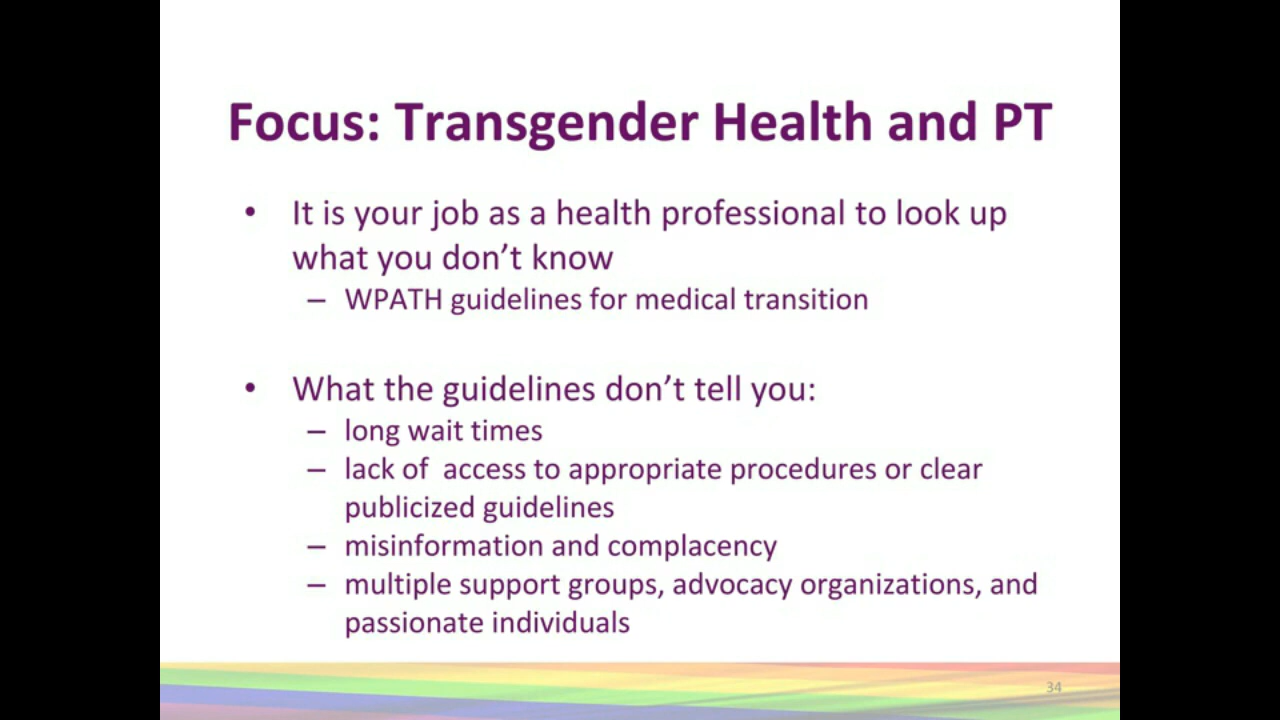 Focus: Transgender Health and PT
• It is your job as a health professional to look up
what you don’t know
– WPATH guidelines for medical transition
• What the guidelines don’t tell you:
– long wait times
– lack of  access to appropriate procedures or clear
publicized guidelines
– misinformation and complacency
– multiple support groups, advocacy organizations, and
passionate individuals
34